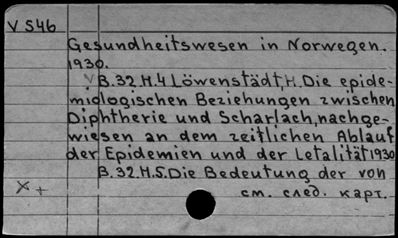 V 546
Gesundheitswesen in Norwegen.
1930.
V B.32.H.4 Löwenstädt, H. Die epide-
miologischen Beziehungen zwischen
Diphtherie und Scharlach, nachge-
wiesen an dem zeitlichen Ablauf
der Epidemien und der Letalität 1930
B.32.H.5. Die Bedeutung der von
X + см. след. карт.